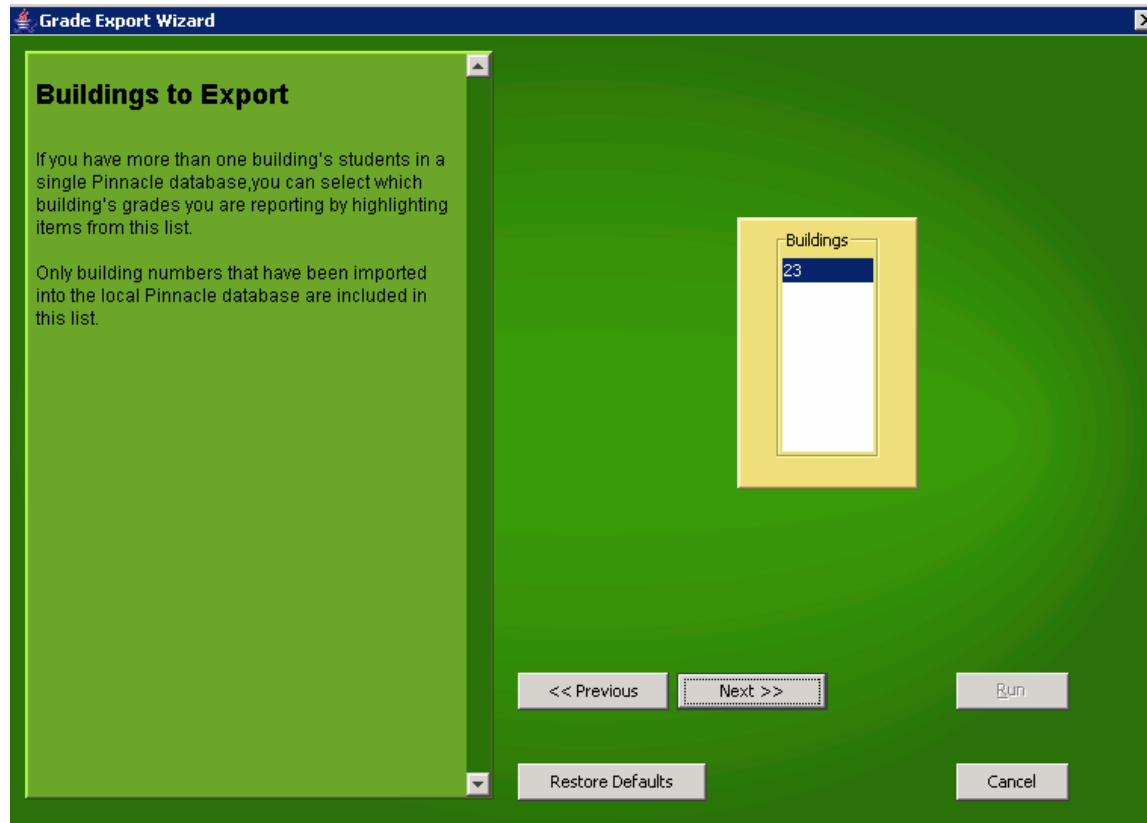 Grade Export Wizard
Buildings to Export
If you have more than one building's students in a
single Pinnacle database,you can select which
building's grades you are reporting by highlighting
items from this list.
Only building numbers that have been imported
into the local Pinnacle database are included in
this list.
Buildings
23
<< Previous
Next >>
Run
Restore Defaults
Cancel